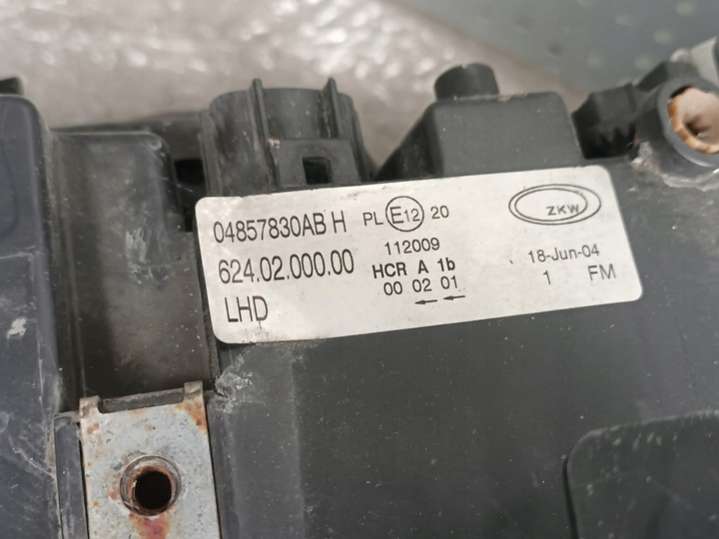 04857830AB H
624.02.000.00
LHD
PL E12 20
112009
HCR A 1b
00 02 01
← ←
ZKW
18-Jun-04
1 FM